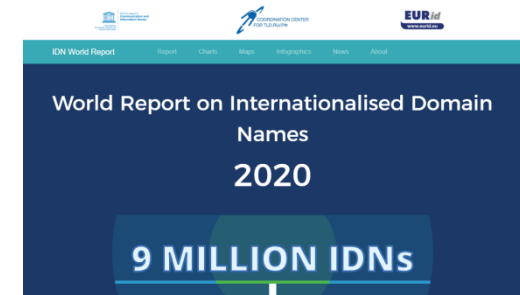 COORDINATION CENTER
FOR TLD .RU/.РФ
EURid
www.eurid.eu
IDN World Report
Report
Charts
Maps
Infographics
News
About
World Report on Internationalised Domain
Names
2020
9 MILLION IDNs